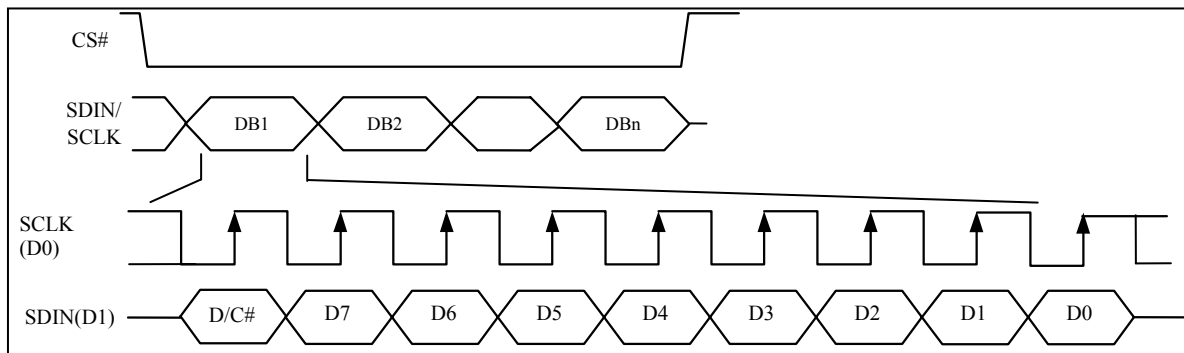 CS#
SDIN/
SCLK
DB1 DB2 DBn
SCLK
(D0)
SDIN(D1) D/C# D7 D6 D5 D4 D3 D2 D1 D0